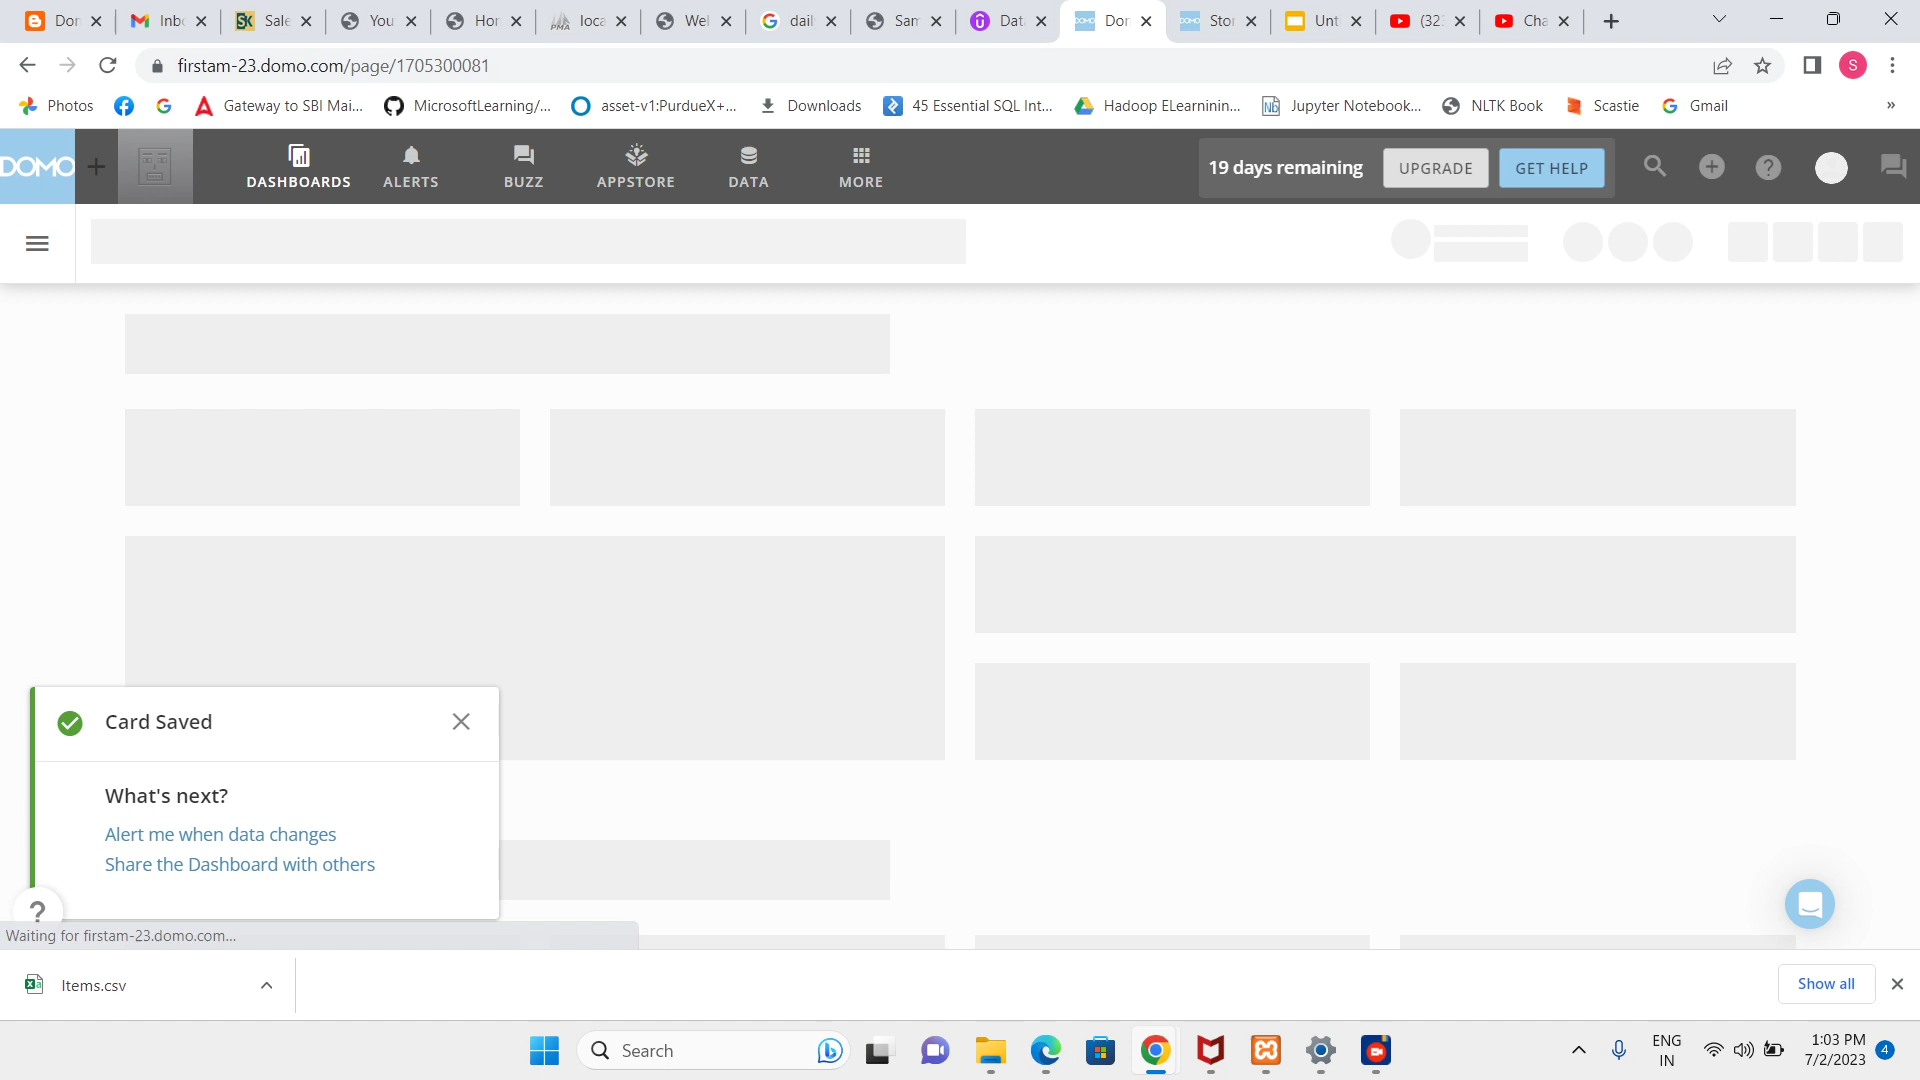 Dor Inbc Sale You Hor loca Wel dail Sam Dat Dor Stor Unt (32 Cha
firstam-23.domo.com/page/1705300081 S
Photos Gateway to SBI Mai... MicrosoftLearning/... asset-v1:PurdueX+... Downloads 45 Essential SQL Int... Hadoop ELearninin... Jupyter Notebook... NLTK Book Scastie Gmail »
DOMO DASHBOARDS ALERTS BUZZ APPSTORE DATA MORE 19 days remaining UPGRADE GET HELP
Card Saved
What's next?
Alert me when data changes
Share the Dashboard with others
?
Waiting for firstam-23.domo.com...
Items.csv Show all
Search ENG 1:03 PM
IN 7/2/2023 4